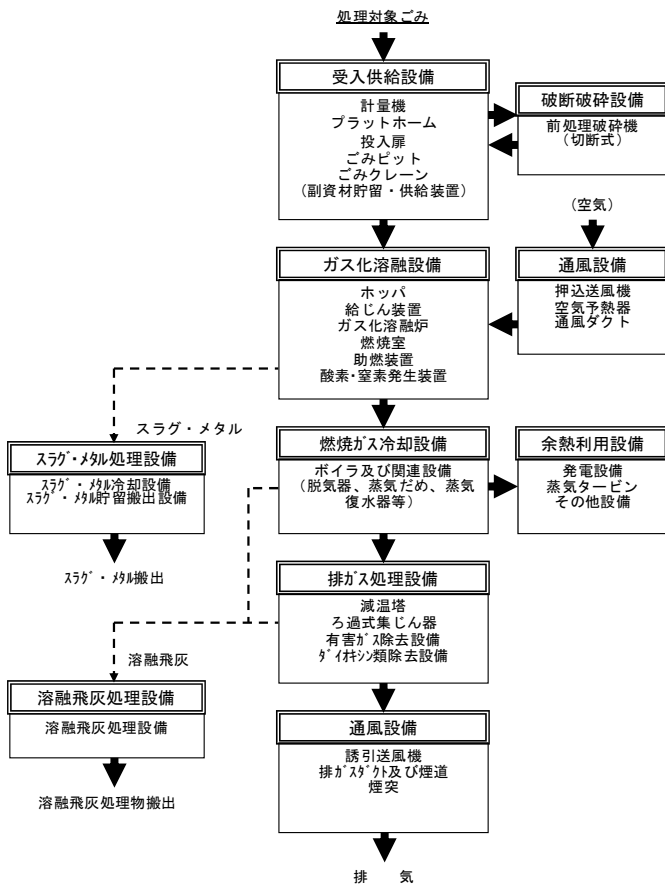 処理対象ごみ
受入供給設備
計量機
プラットホーム
投入扉
ごみピット
ごみクレーン
(副資材貯留・供給装置)
破断破砕設備
前処理破砕機
(切断式)
(空気)
ガス化溶融設備
ホッパ
給じん装置
ガス化溶融炉
燃焼室
助燃装置
酸素・窒素発生装置
通風設備
押込送風機
空気予熱器
通風ダクト
スラグ・メタル
スラグ・メタル処理設備
スラグ・メタル冷却設備
スラグ・メタル貯留搬出設備
スラグ・メタル搬出
燃焼ガス冷却設備
ボイラ及び関連設備
(脱気器、蒸気だめ、蒸気
復水器等)
余熱利用設備
発電設備
蒸気タービン
その他設備
排ガス処理設備
減温塔
ろ過式集じん器
有害ガス除去設備
ダイオキシン類除去設備
溶融飛灰
溶融飛灰処理設備
溶融飛灰処理設備
溶融飛灰処理物搬出
通風設備
誘引送風機
排ガスダクト及び煙道
煙突
排　気